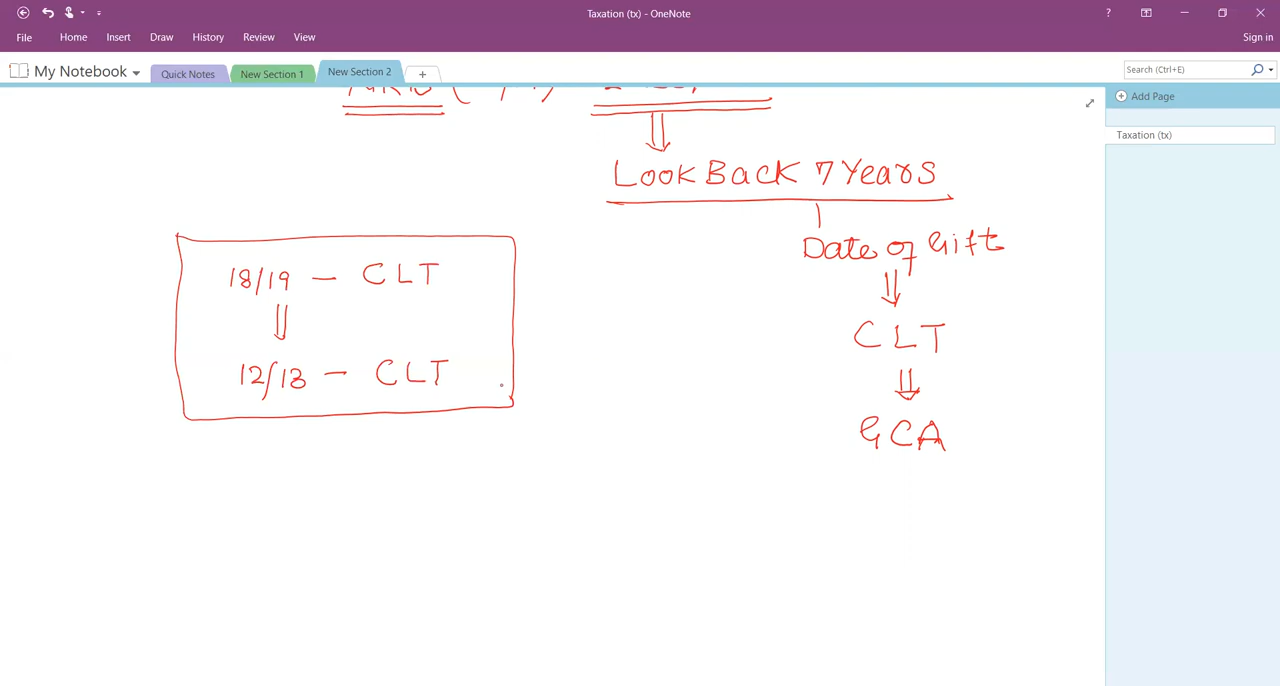 Taxation (tx) - OneNote
?
File Home Insert Draw History Review View
Sign in
My Notebook
Quick Notes
New Section 1
New Section 2
+
Search (Ctrl+E)
Add Page
Taxation (tx)
Look Back 7 Years
Date of Gift
18/19 - CLT
CLT
12/13 - CLT
GCA